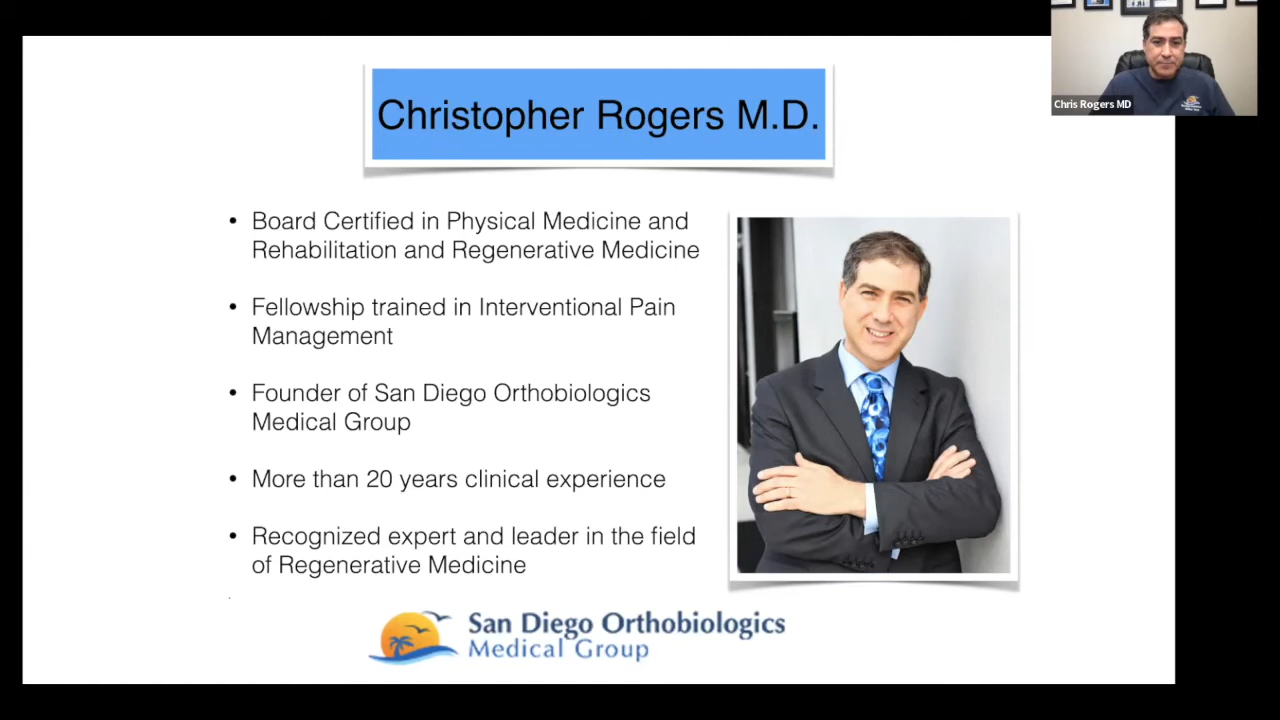 Christopher Rogers M.D.
Chris Rogers MD
• Board Certified in Physical Medicine and
Rehabilitation and Regenerative Medicine
• Fellowship trained in Interventional Pain
Management
• Founder of San Diego Orthobiologics
Medical Group
• More than 20 years clinical experience
• Recognized expert and leader in the field
of Regenerative Medicine
San Diego Orthobiologics
Medical Group